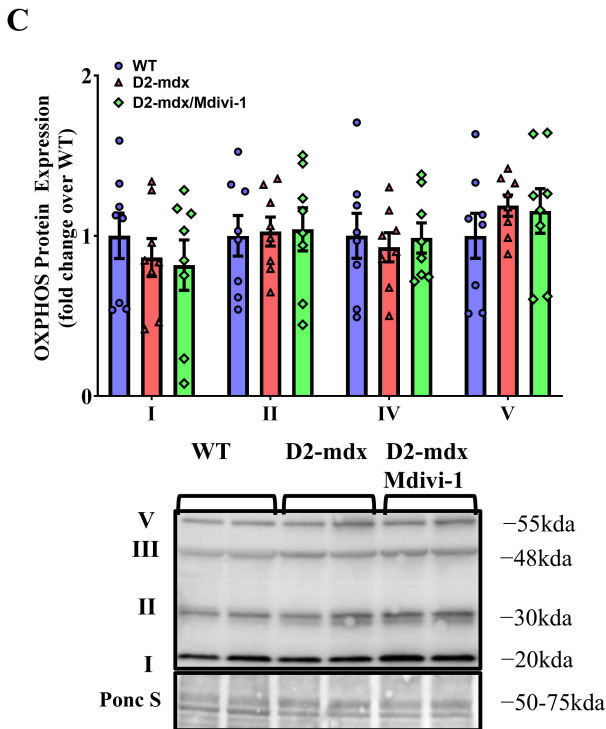 C
OXPHOS Protein Expression
(fold change over WT)
2
1
0
WT
D2-mdx
D2-mdx/Mdivi-1
I II IV V
WT D2-mdx D2-mdx
Mdivi-1
V −55kda
III −48kda
II −30kda
I −20kda
Ponc S −50-75kda